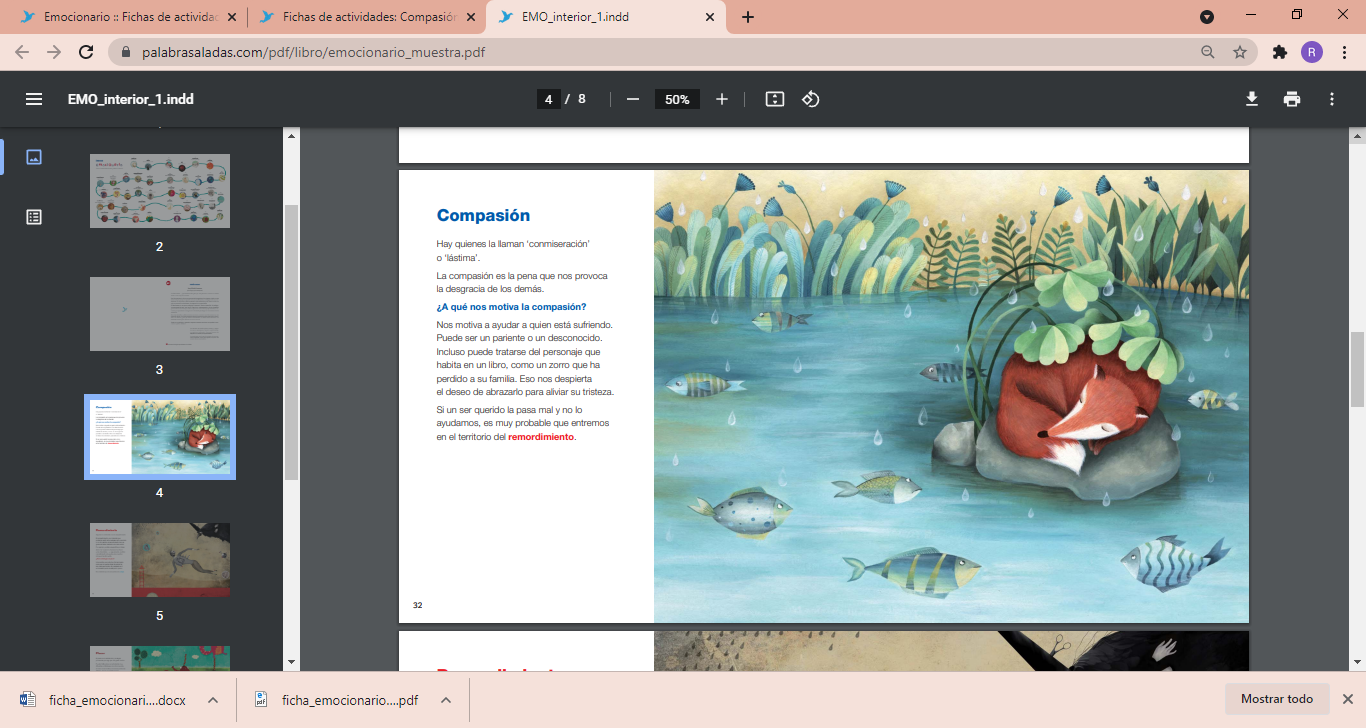 Emocionario :: Fichas de actividad
Fichas de actividades: Compasión
EMO_interior_1.indd
palabrasaladas.com/pdf/libro/emocionario_muestra.pdf
R
EMO_interior_1.indd
4 / 8
50%
2
3
4
5
Compasión
Hay quienes la llaman ‘conmiseración’
o ‘lástima’.
La compasión es la pena que nos provoca
la desgracia de los demás.
¿A qué nos motiva la compasión?
Nos motiva a ayudar a quien está sufriendo.
Puede ser un pariente o un desconocido.
Incluso puede tratarse del personaje que
habita en un libro, como un zorro que ha
perdido a su familia. Eso nos despierta
el deseo de abrazarlo para aliviar su tristeza.
Si un ser querido la pasa mal y no lo
ayudamos, es muy probable que entremos
en el territorio del remordimiento.
32
ficha_emocionari....docx
ficha_emocionario....pdf
Mostrar todo